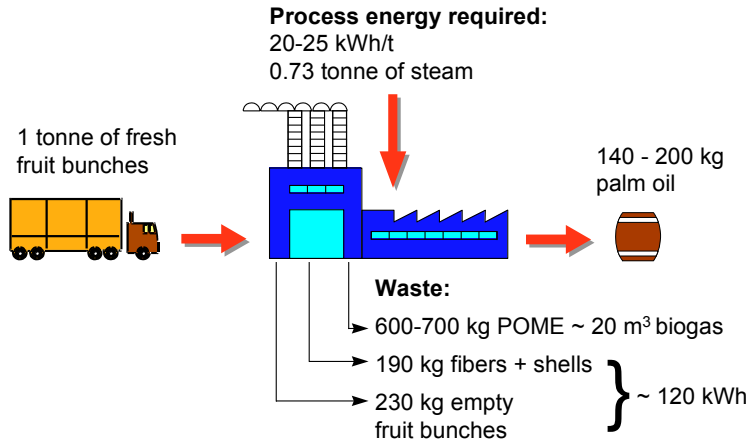 Process energy required:
20-25 kWh/t
0.73 tonne of steam
1 tonne of fresh
fruit bunches
140 - 200 kg
palm oil
Waste:
600-700 kg POME ~ 20 m³ biogas
190 kg fibers + shells
230 kg empty
fruit bunches
~ 120 kWh